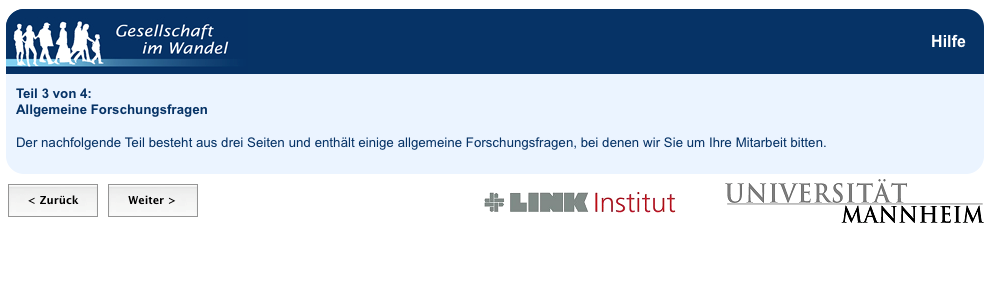 Gesellschaft
im Wandel
Hilfe
Teil 3 von 4:
Allgemeine Forschungsfragen
Der nachfolgende Teil besteht aus drei Seiten und enthält einige allgemeine Forschungsfragen, bei denen wir Sie um Ihre Mitarbeit bitten.
< Zurück
Weiter >
LINK Institut
UNIVERSITÄT
MANNHEIM